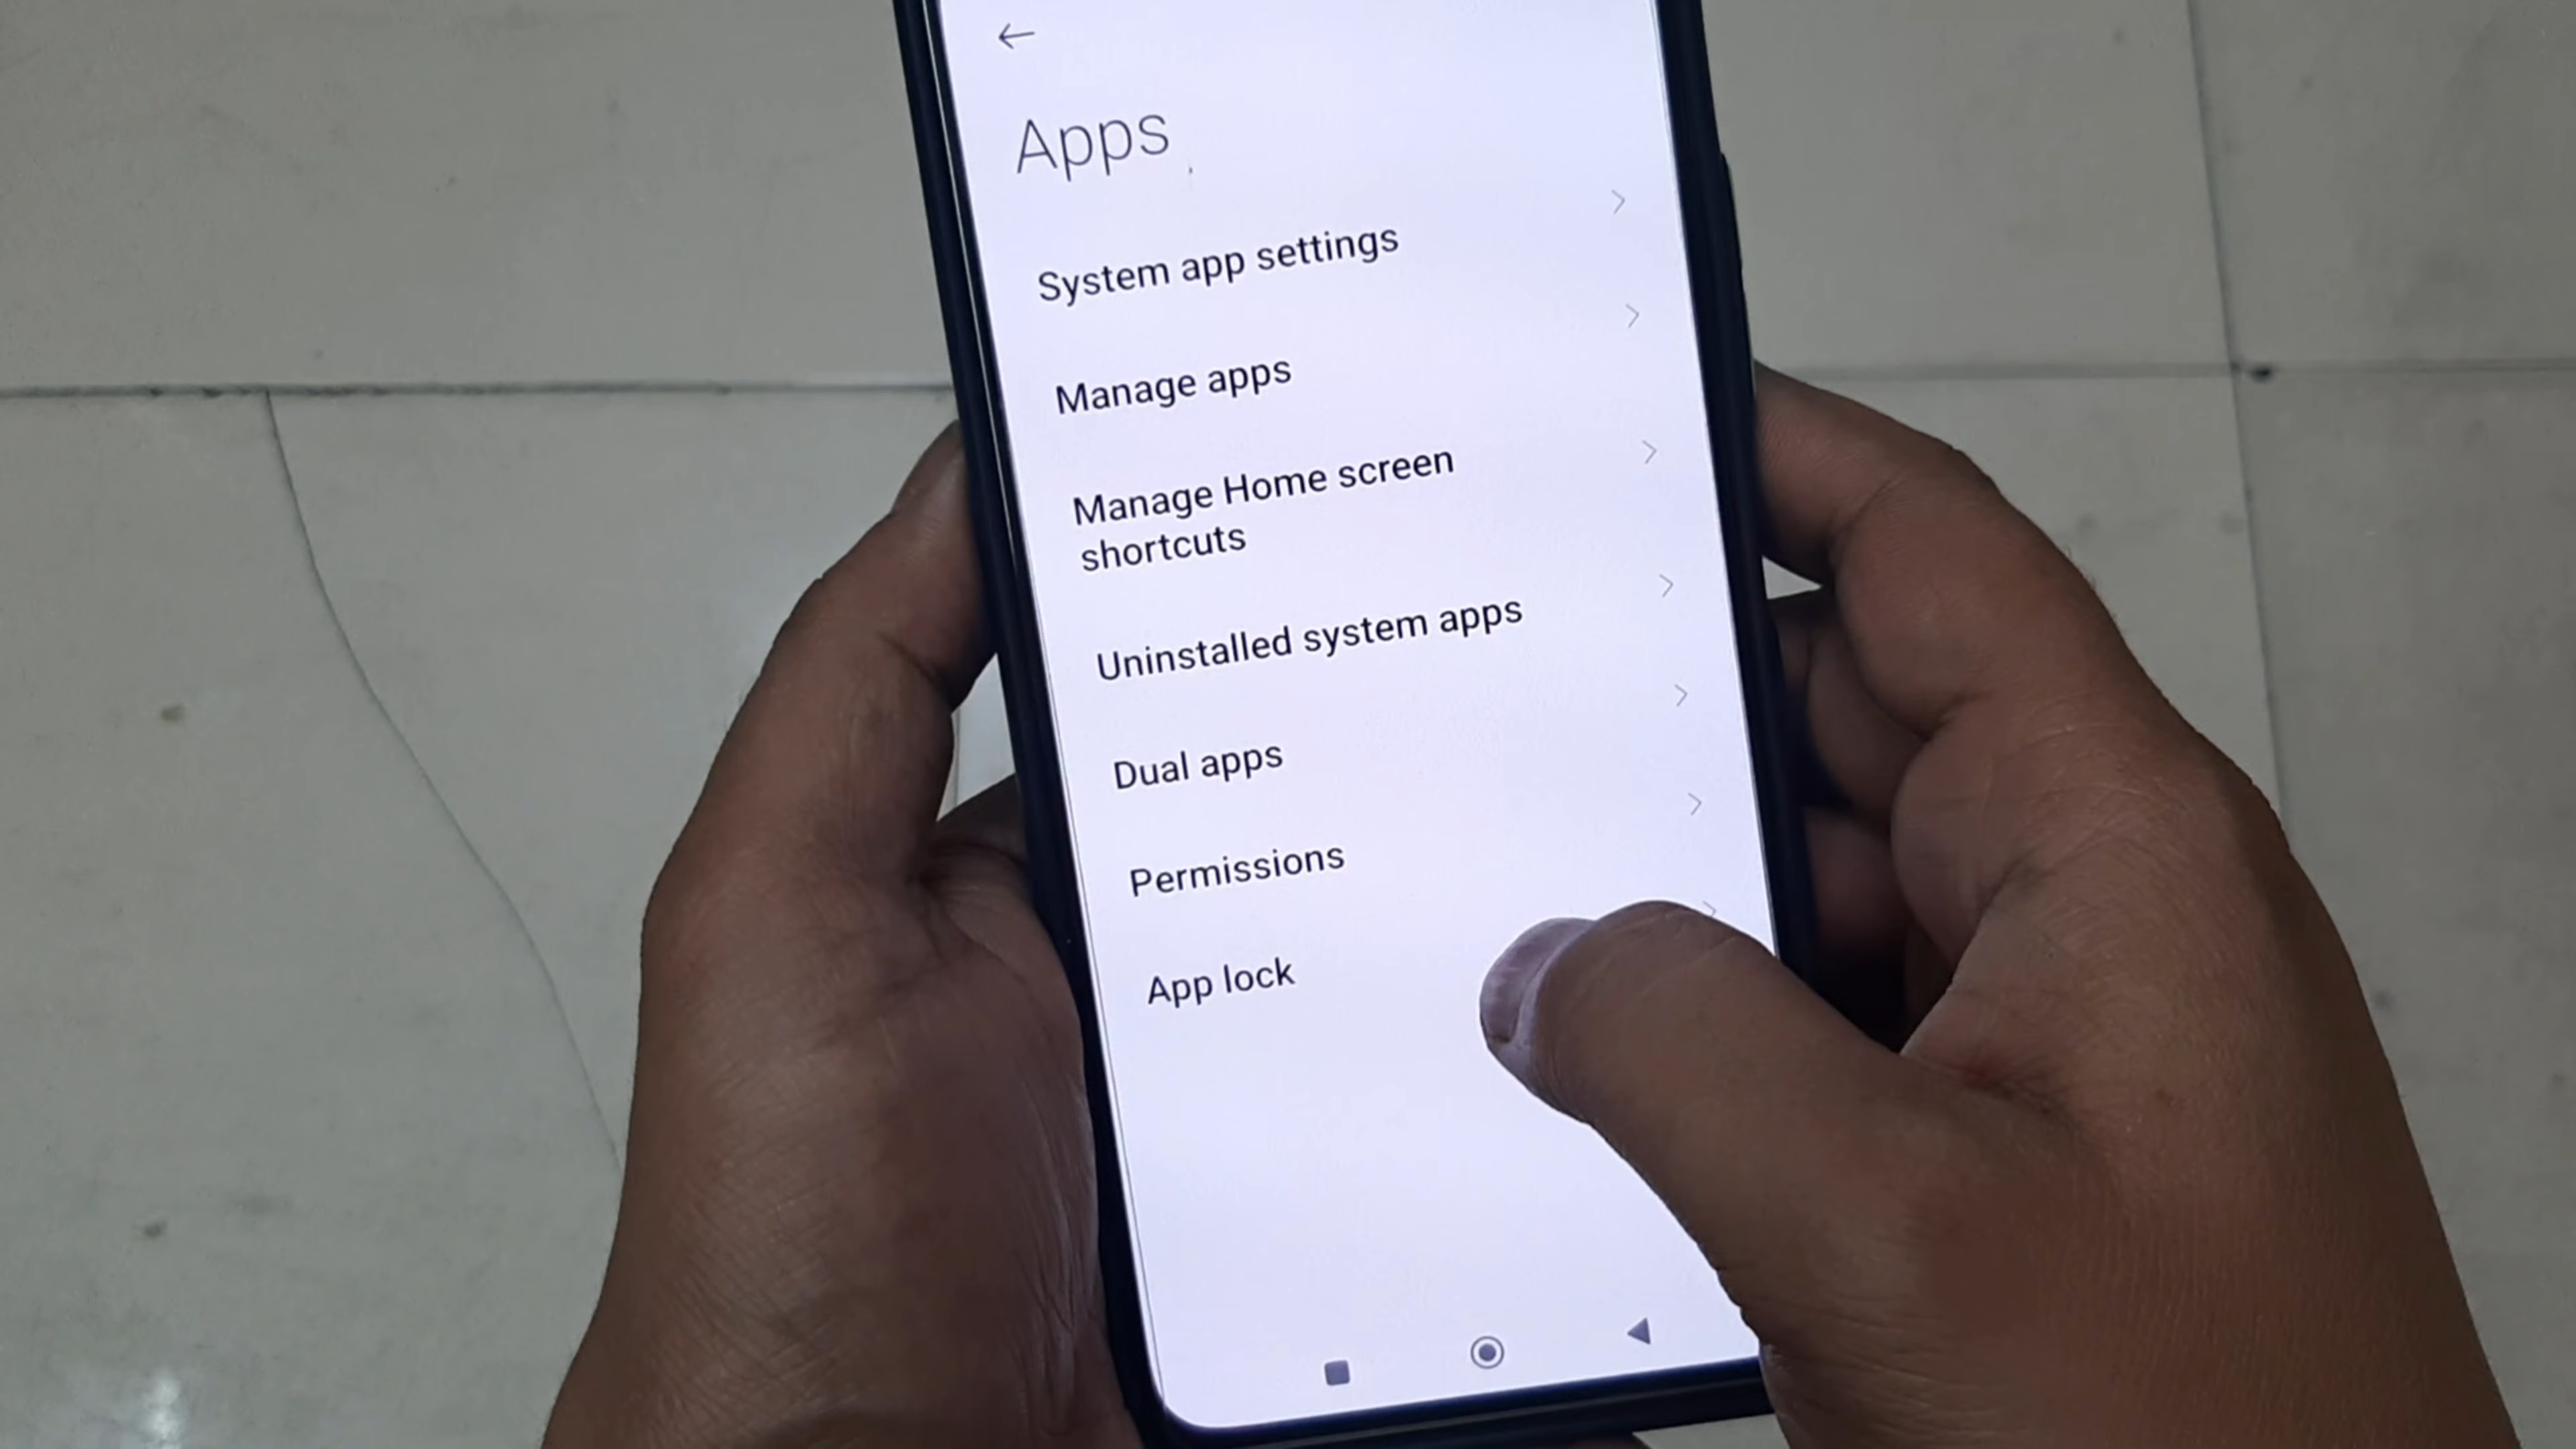 Apps
System app settings
Manage apps
Manage Home screen
shortcuts
Uninstalled system apps
Dual apps
Permissions
App lock